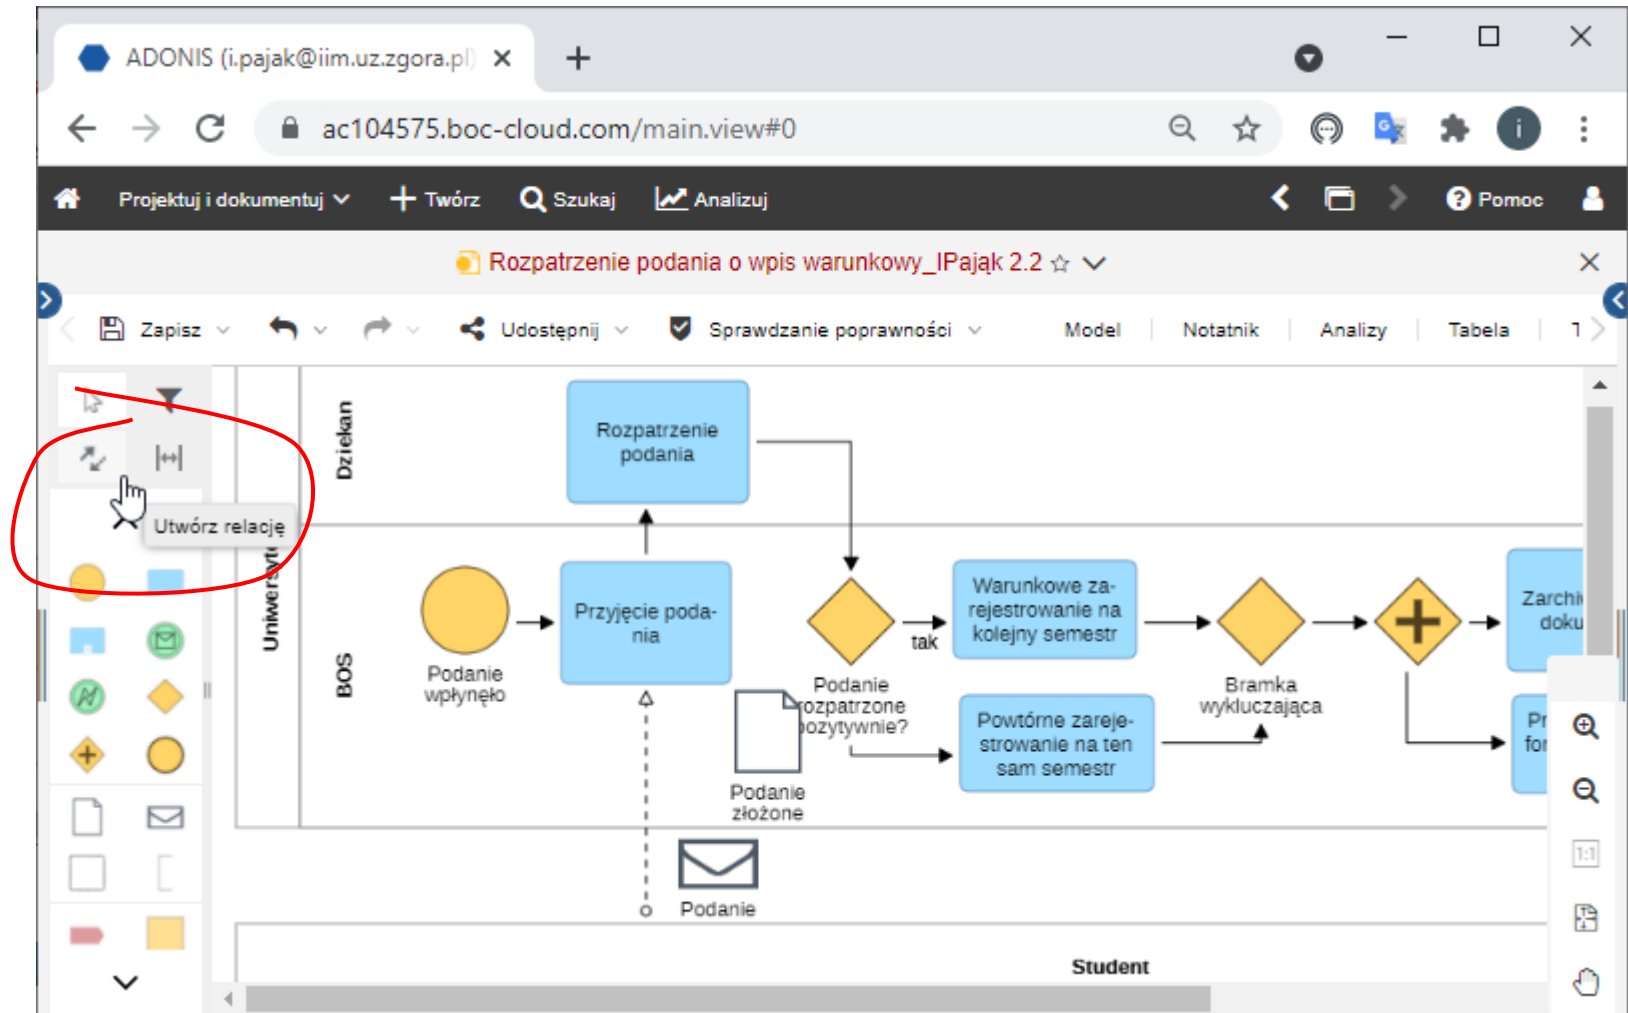 ADONIS (i.pajak@iim.uz.zgora.pl)
ac104575.boc-cloud.com/main.view#0
i
Projektuj i dokumentuj
Twórz
Szukaj
Analizuj
Pomoc
Rozpatrzenie podania o wpis warunkowy_IPająk 2.2
Zapisz
Udostępnij
Sprawdzanie poprawności
Model
Notatnik
Analizy
Tabela
Utwórz relację
Dziekan
BOS
Rozpatrzenie
podania
Podanie
wpłynęło
Przyjęcie poda-
nia
tak
Podanie
rozpatrzone
pozytywnie?
Warunkowe za-
rejestrowanie na
kolejny semestr
Powtórne zareje-
strowanie na ten
sam semestr
Bramka
wykluczająca
Podanie
złożone
Podanie
Student
1:1